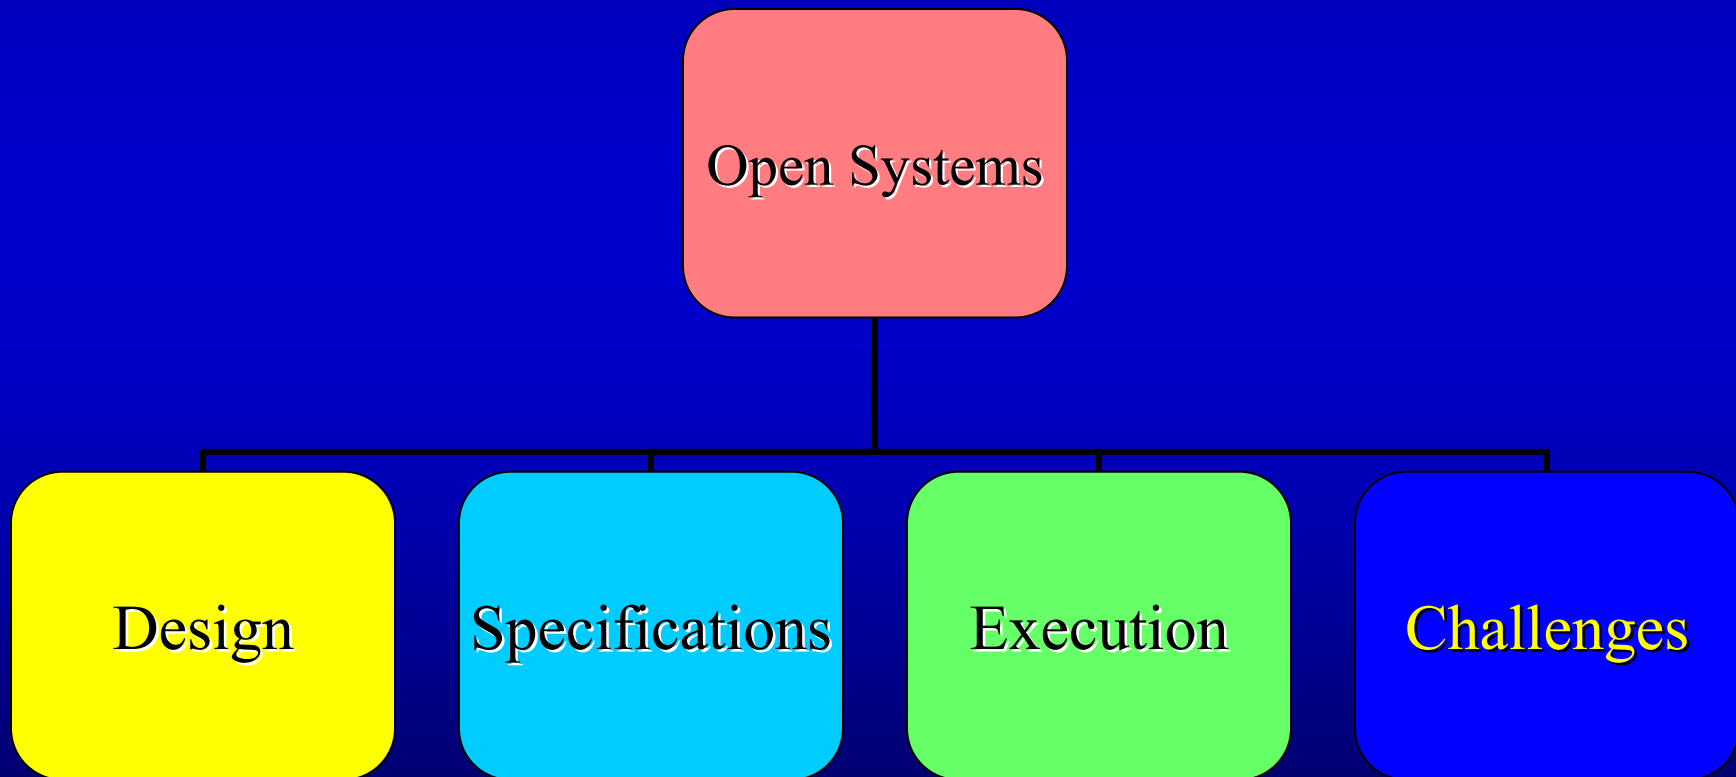 Open Systems
Design
Specifications
Execution
Challenges